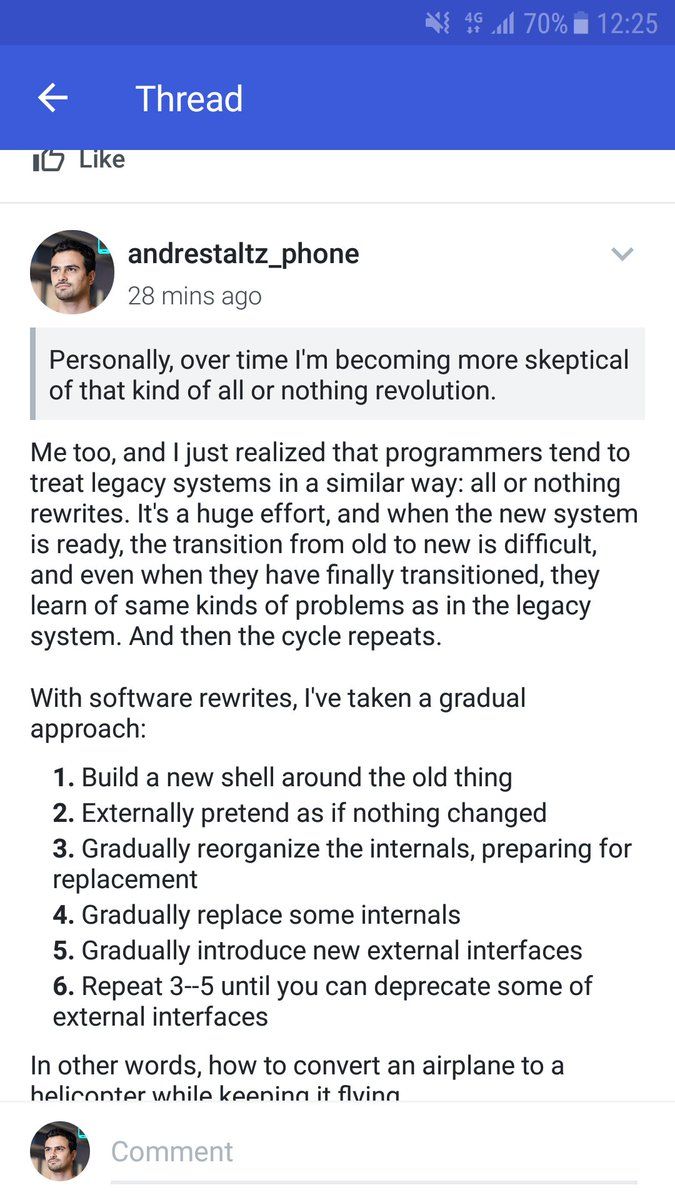 4G 70% 12:25
Thread
Like
andrestaltz_phone
28 mins ago
Personally, over time I'm becoming more skeptical
of that kind of all or nothing revolution.
Me too, and I just realized that programmers tend to
treat legacy systems in a similar way: all or nothing
rewrites. It's a huge effort, and when the new system
is ready, the transition from old to new is difficult,
and even when they have finally transitioned, they
learn of same kinds of problems as in the legacy
system. And then the cycle repeats.
With software rewrites, I've taken a gradual
approach:
1. Build a new shell around the old thing
2. Externally pretend as if nothing changed
3. Gradually reorganize the internals, preparing for
replacement
4. Gradually replace some internals
5. Gradually introduce new external interfaces
6. Repeat 3--5 until you can deprecate some of
external interfaces
In other words, how to convert an airplane to a
helicopter while keeping it flying
Comment